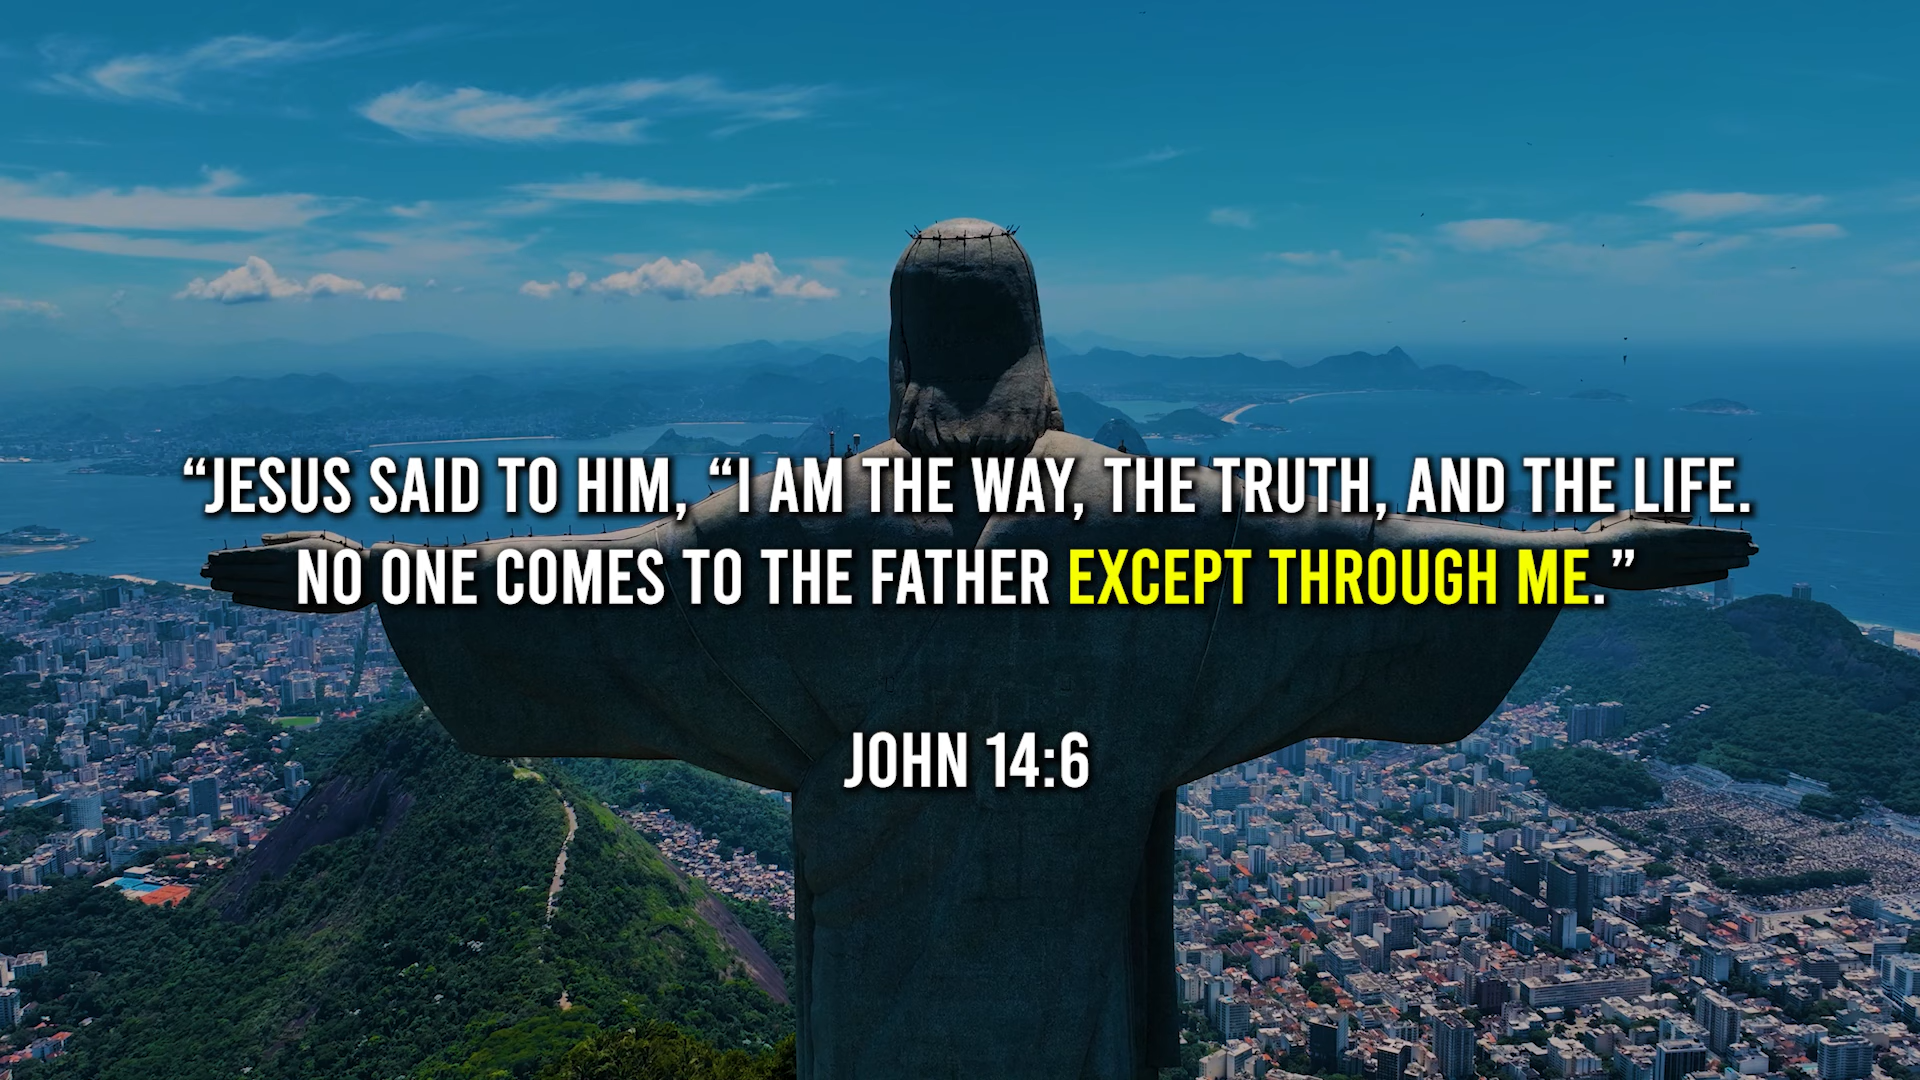 “JESUS SAID TO HIM, “I AM THE WAY, THE TRUTH, AND THE LIFE.
NO ONE COMES TO THE FATHER EXCEPT THROUGH ME.”
JOHN 14:6